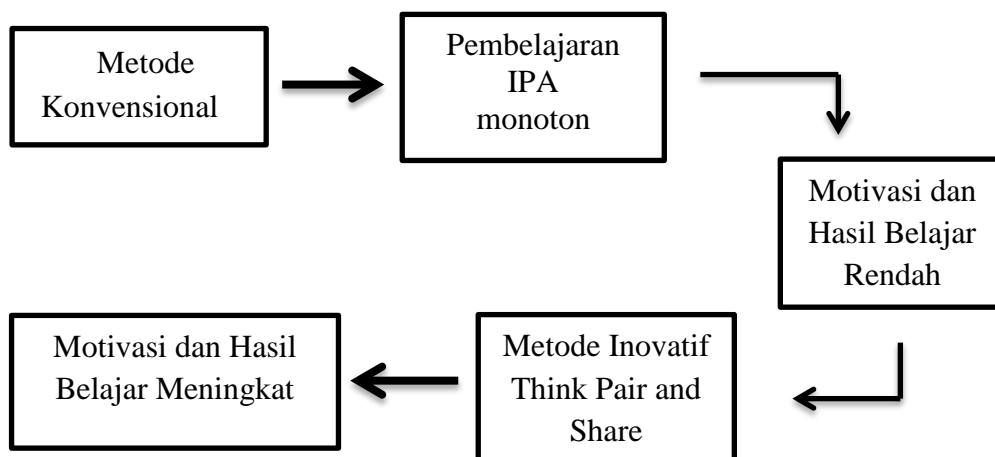 Metode
Konvensional
Pembelajaran
IPA
monoton
Motivasi dan
Hasil Belajar
Rendah
Motivasi dan Hasil
Belajar Meningkat
Metode Inovatif
Think Pair and
Share